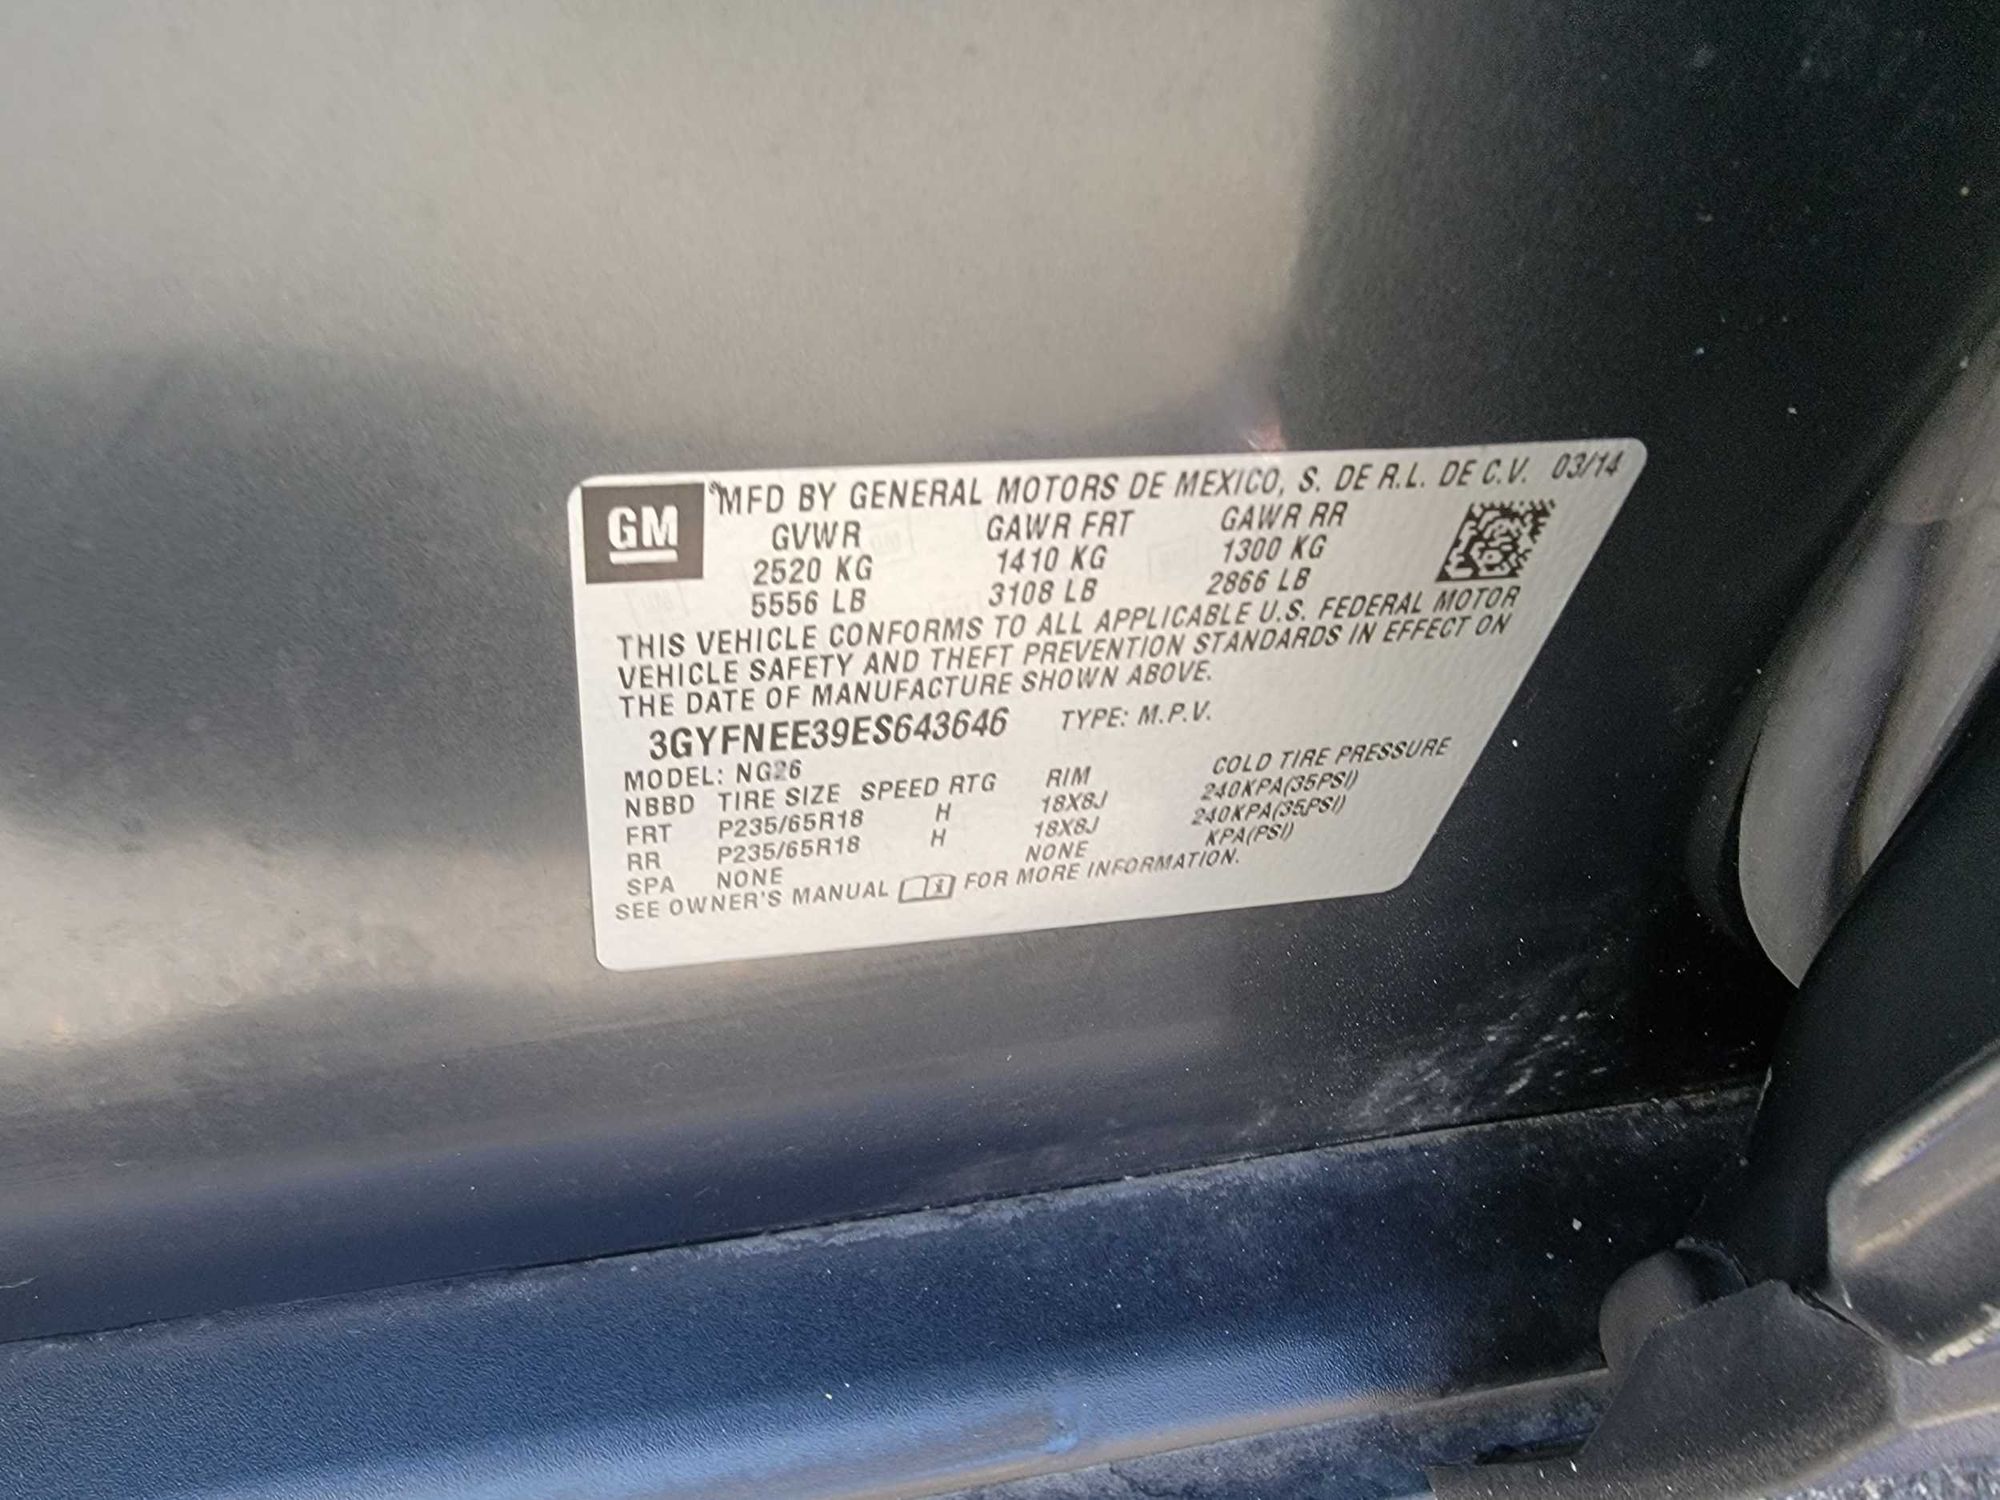 GM
MFD BY GENERAL MOTORS DE MEXICO, S. DE R.L. DE C.V. 03/14
GVWR GAWR FRT GAWR RR
2520 KG 1410 KG 1300 KG
5556 LB 3108 LB 2866 LB
THIS VEHICLE CONFORMS TO ALL APPLICABLE U.S. FEDERAL MOTOR
VEHICLE SAFETY AND THEFT PREVENTION STANDARDS IN EFFECT ON
THE DATE OF MANUFACTURE SHOWN ABOVE.
3GYFNEE39ES643646 TYPE: M.P.V.
MODEL: NG26
NBBD TIRE SIZE SPEED RTG RIM COLD TIRE PRESSURE
FRT P235/65R18 H 18X8J 240KPA(35PSI)
RR P235/65R18 H 18X8J 240KPA(35PSI)
SPA NONE NONE KPA(PSI)
SEE OWNER'S MANUAL FOR MORE INFORMATION.